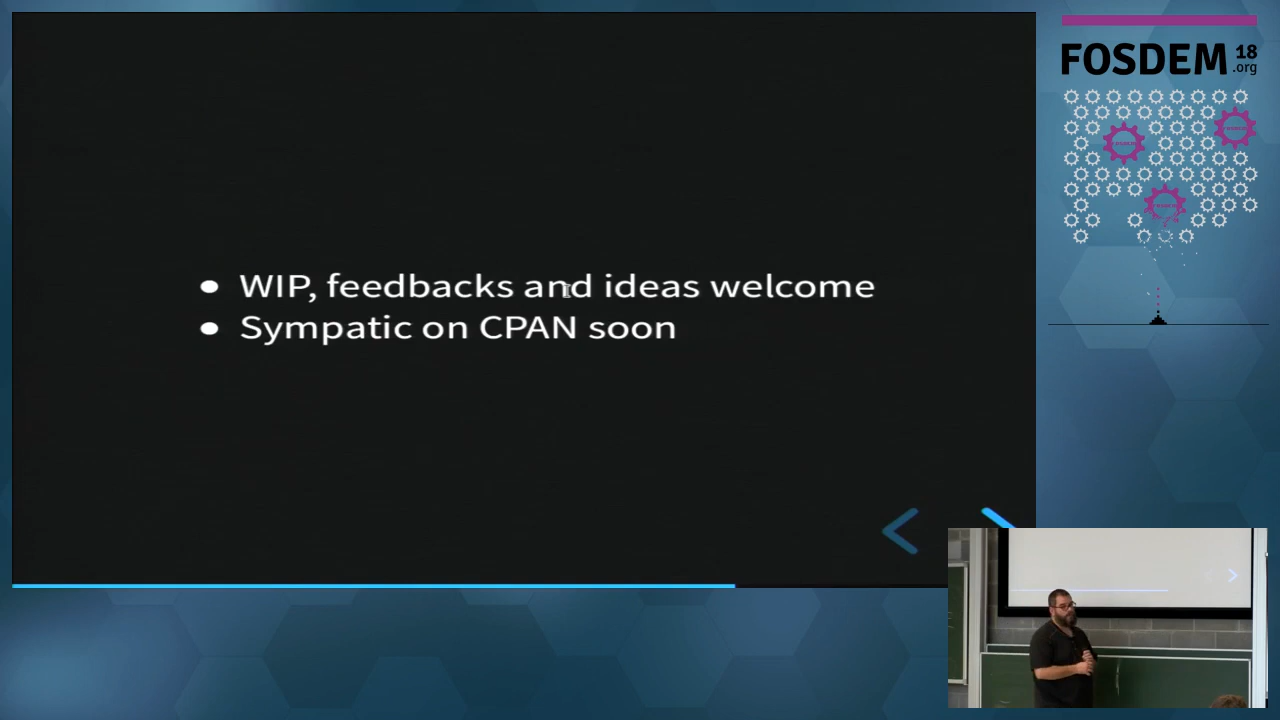 WIP, feedbacks and ideas welcome
Sympatic on CPAN soon
FOSDEM 18
.org